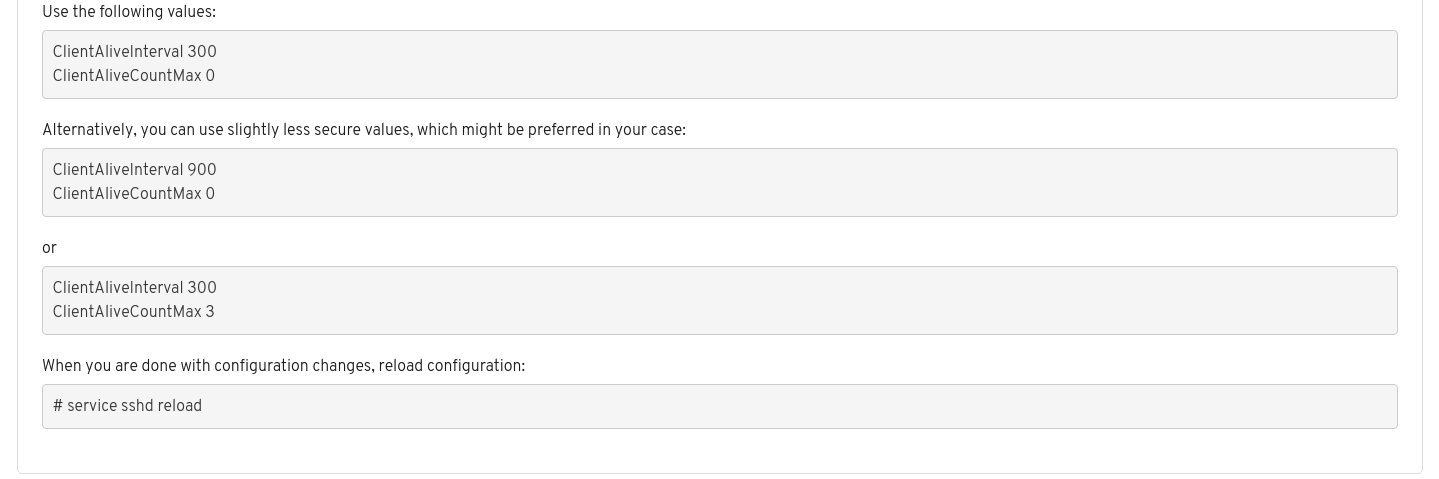 Use the following values:
ClientAliveInterval 300
ClientAliveCountMax 0
Alternatively, you can use slightly less secure values, which might be preferred in your case:
ClientAliveInterval 900
ClientAliveCountMax 0
or
ClientAliveInterval 300
ClientAliveCountMax 3
When you are done with configuration changes, reload configuration:
# service sshd reload